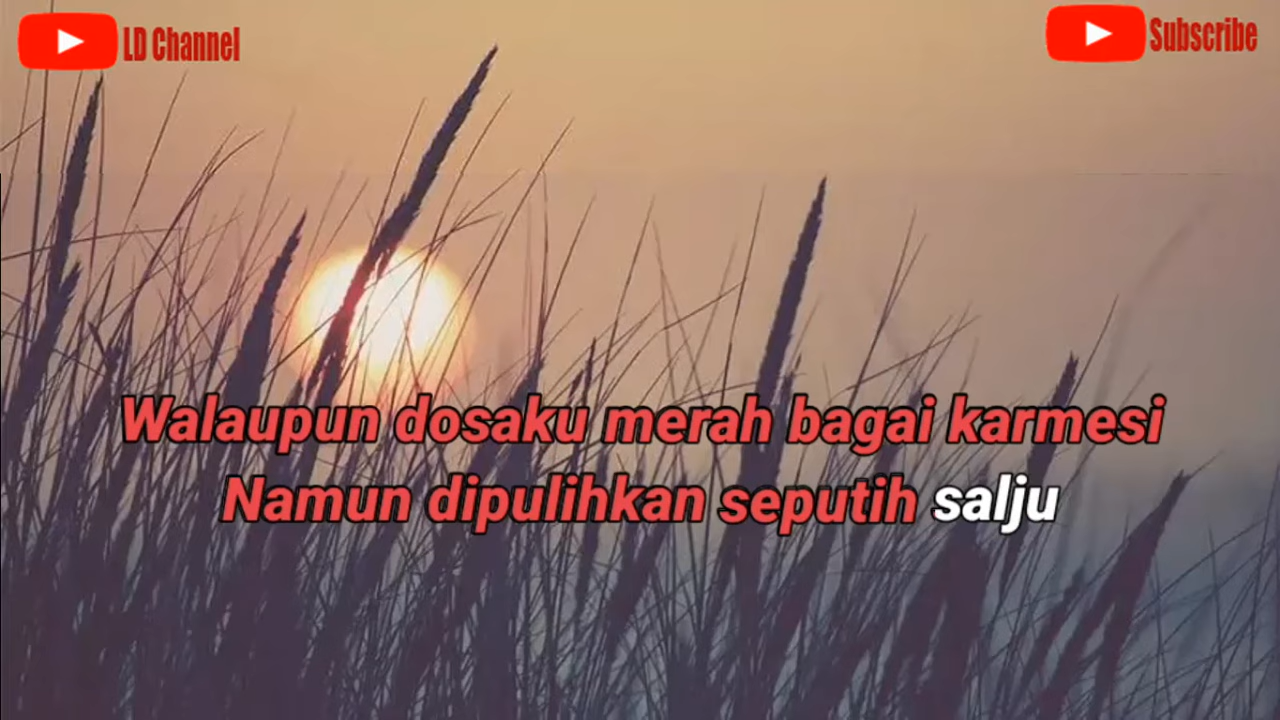 LD Channel
Subscribe
Walaupun dosaku merah bagai karmesi
Namun dipulihkan seputih salju